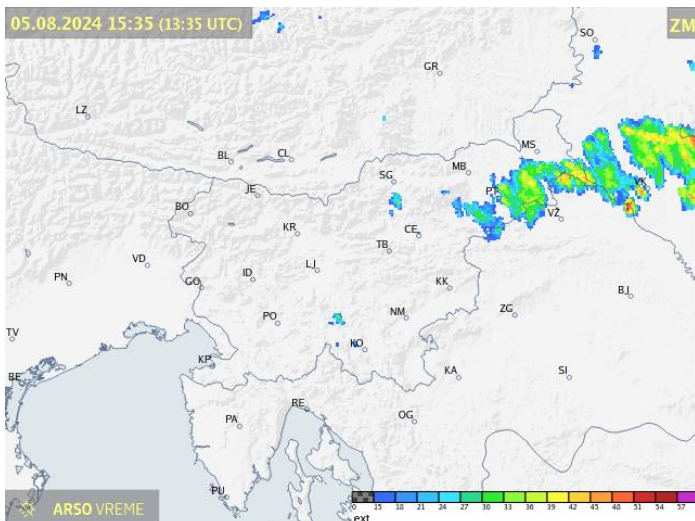 05.08.2024 15:35 (13:35 UTC)
ZM
SO
GR
LZ
MS
BL
CL
MB
SG
JE
PT
VK
BO
VŽ
KR
CE
TB
VD
LJ
PN
GO
ID
KK
BJ
PO
NM
ZG
TV
KO
KP
BE
KA
SI
RE
PA
OG
PU
ARSO VREME
0 15 18 21 24 27 30 33 36 39 42 45 48 51 54 57
ext